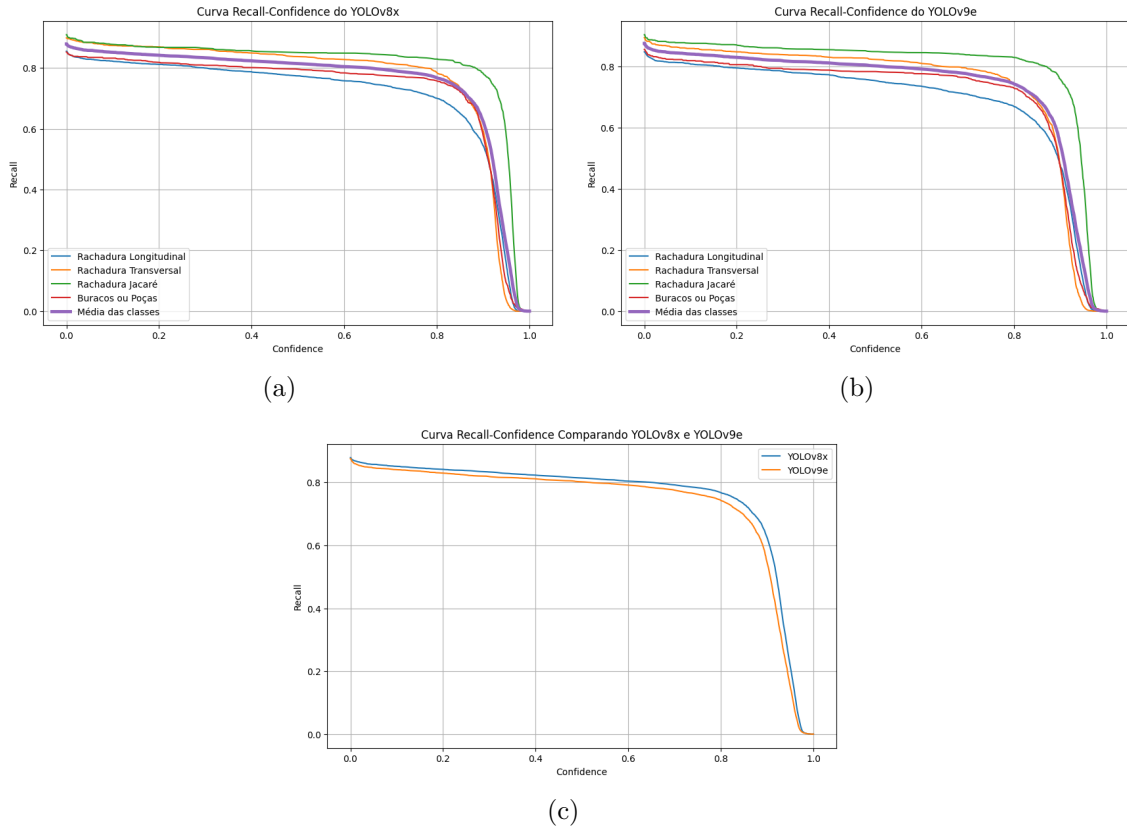 Curva Recall-Confidence do YOLOv8x
Recall
0.8
0.6
0.4
0.2
0.0
Rachadura Longitudinal
Rachadura Transversal
Rachadura Jacaré
Buracos ou Poças
Média das classes
0.0 0.2 0.4 0.6 0.8 1.0
Confidence
(a)
Curva Recall-Confidence do YOLOv9e
Recall
0.8
0.6
0.4
0.2
0.0
Rachadura Longitudinal
Rachadura Transversal
Rachadura Jacaré
Buracos ou Poças
Média das classes
0.0 0.2 0.4 0.6 0.8 1.0
Confidence
(b)
Curva Recall-Confidence Comparando YOLOv8x e YOLOv9e
YOLOv8x
YOLOv9e
Recall
0.8
0.6
0.4
0.2
0.0
0.0 0.2 0.4 0.6 0.8 1.0
Confidence
(c)